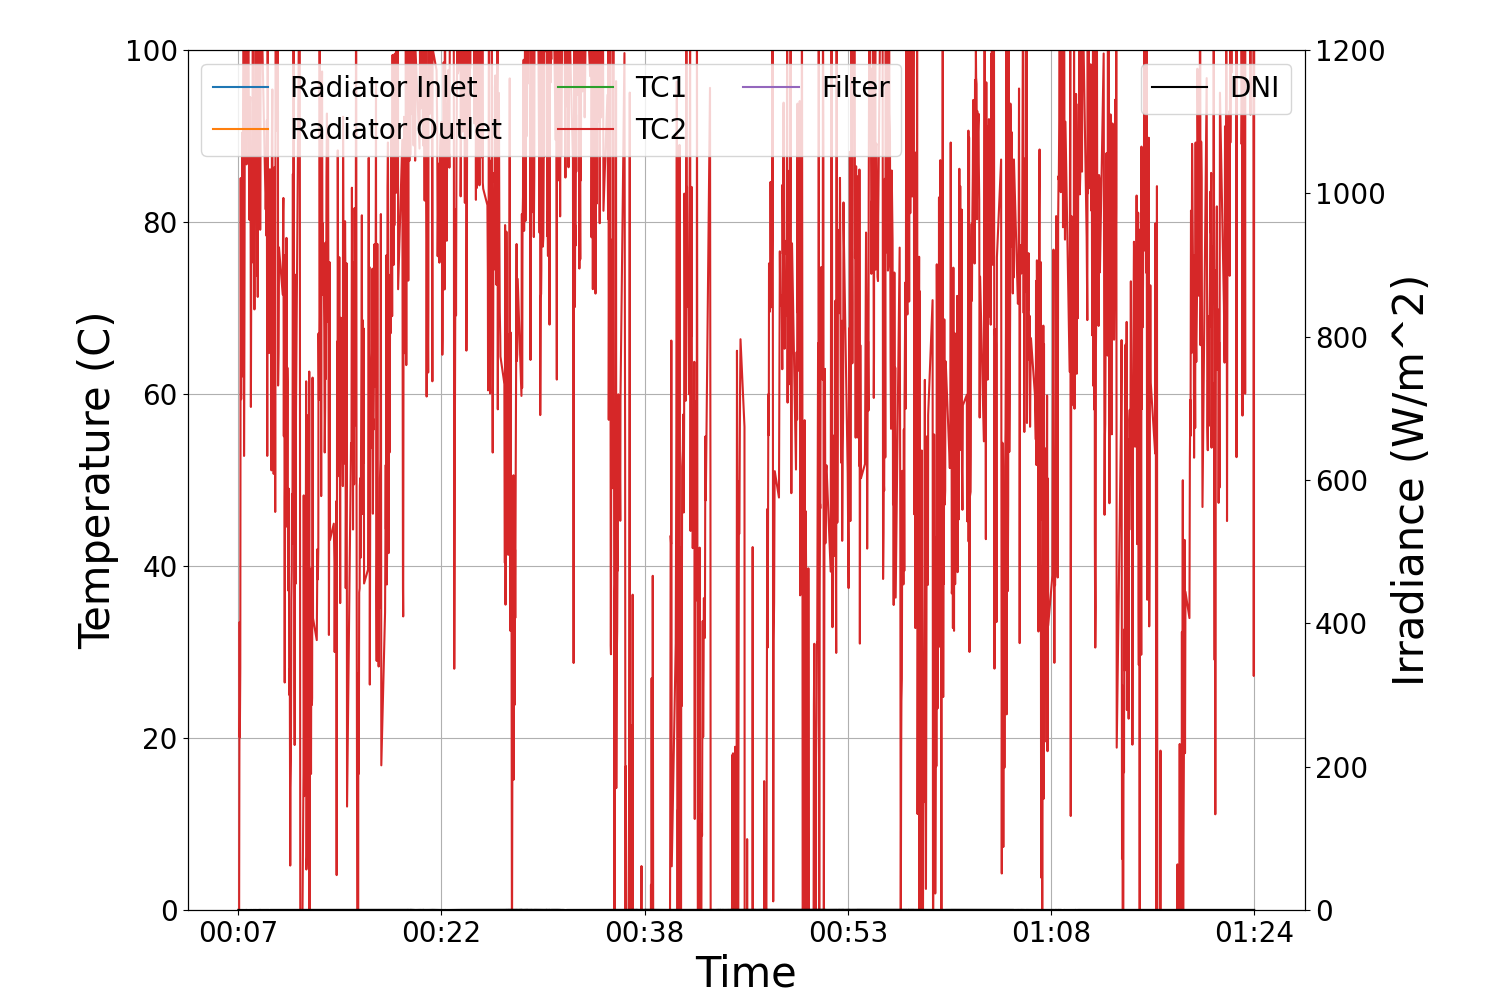 100
80
60
40
20
0
Temperature (C)
Radiator Inlet
Radiator Outlet
TC1
TC2
Filter
DNI
1200
1000
800
600
400
200
0
Irradiance (W/m^2)
00:07
00:22
00:38
00:53
01:08
01:24
Time